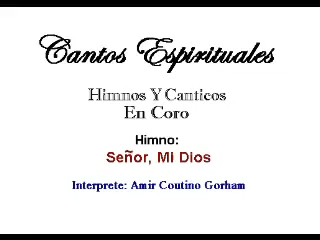 Cantos Espirituales
Himnos Y Canticos
En Coro
Himno:
Señor, Mi Dios
Interprete: Amir Coutino Gorham